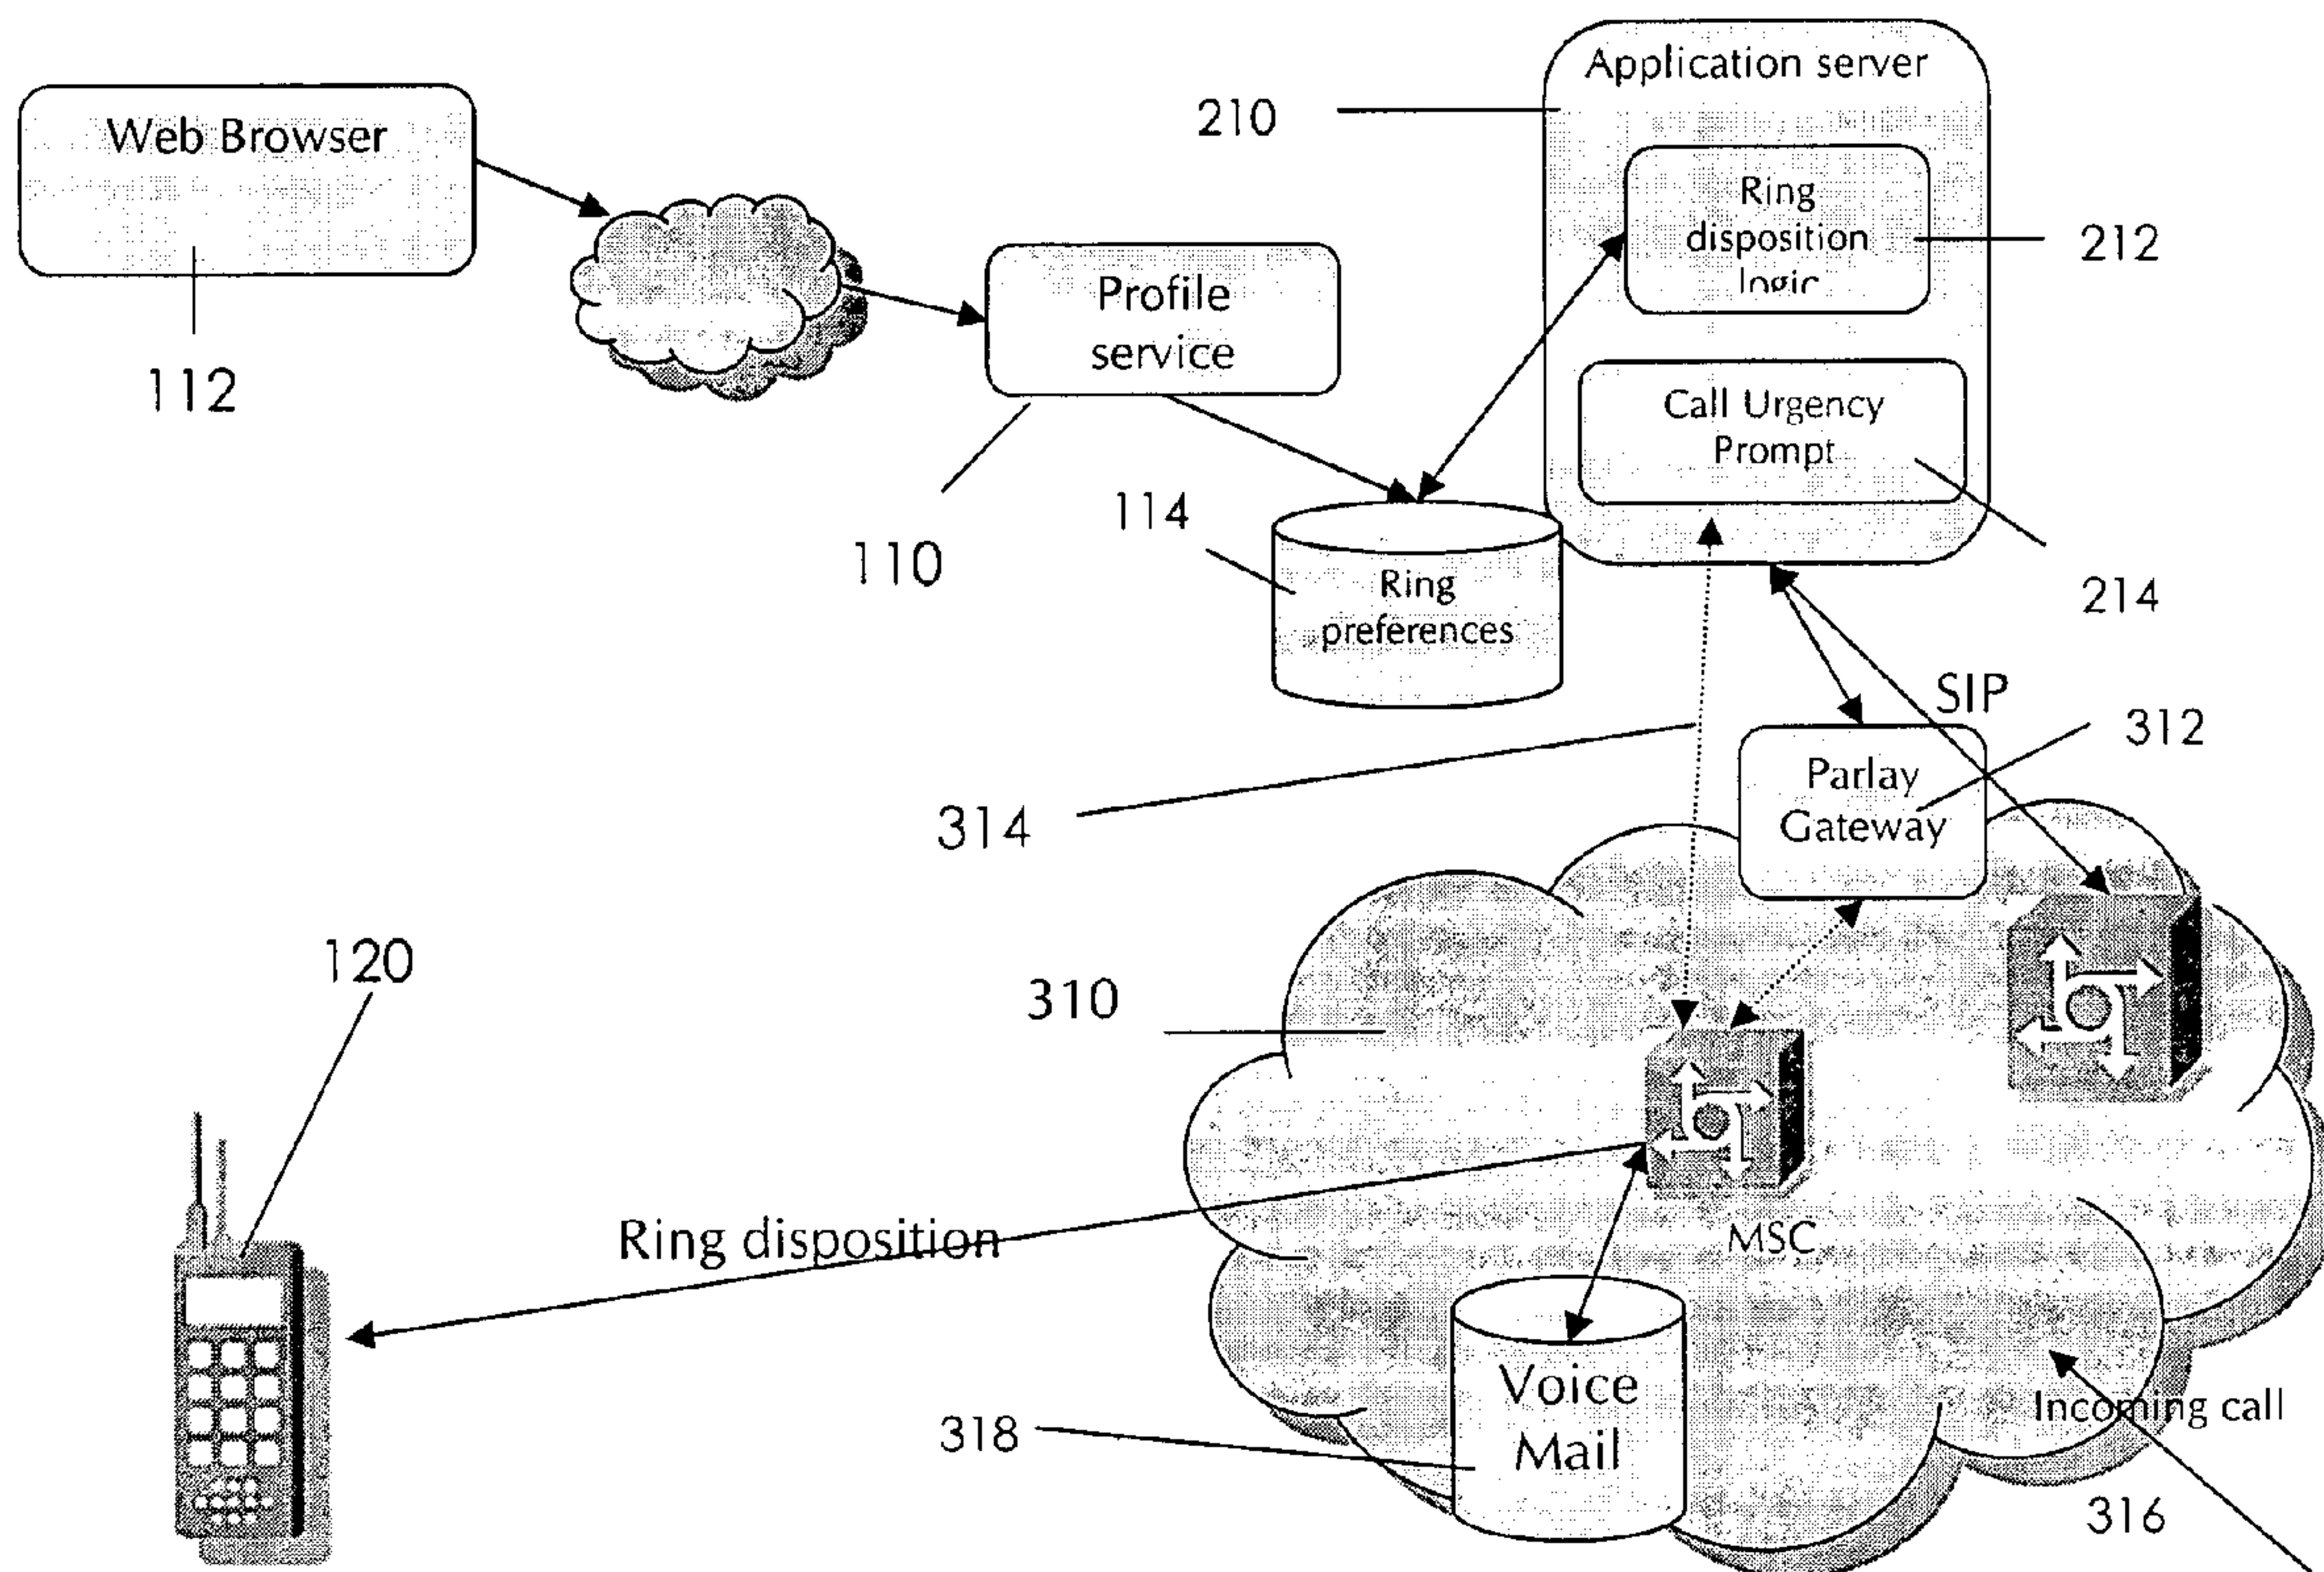 Application server
Web Browser
210
Ring
disposition
logic
212
Profile
service
112
Call Urgency
Prompt
114
110
Ring
preferences
214
SIP
312
Parlay
Gateway
314
120
310
Ring disposition
MSC
Voice
Mail
Incoming call
318
316